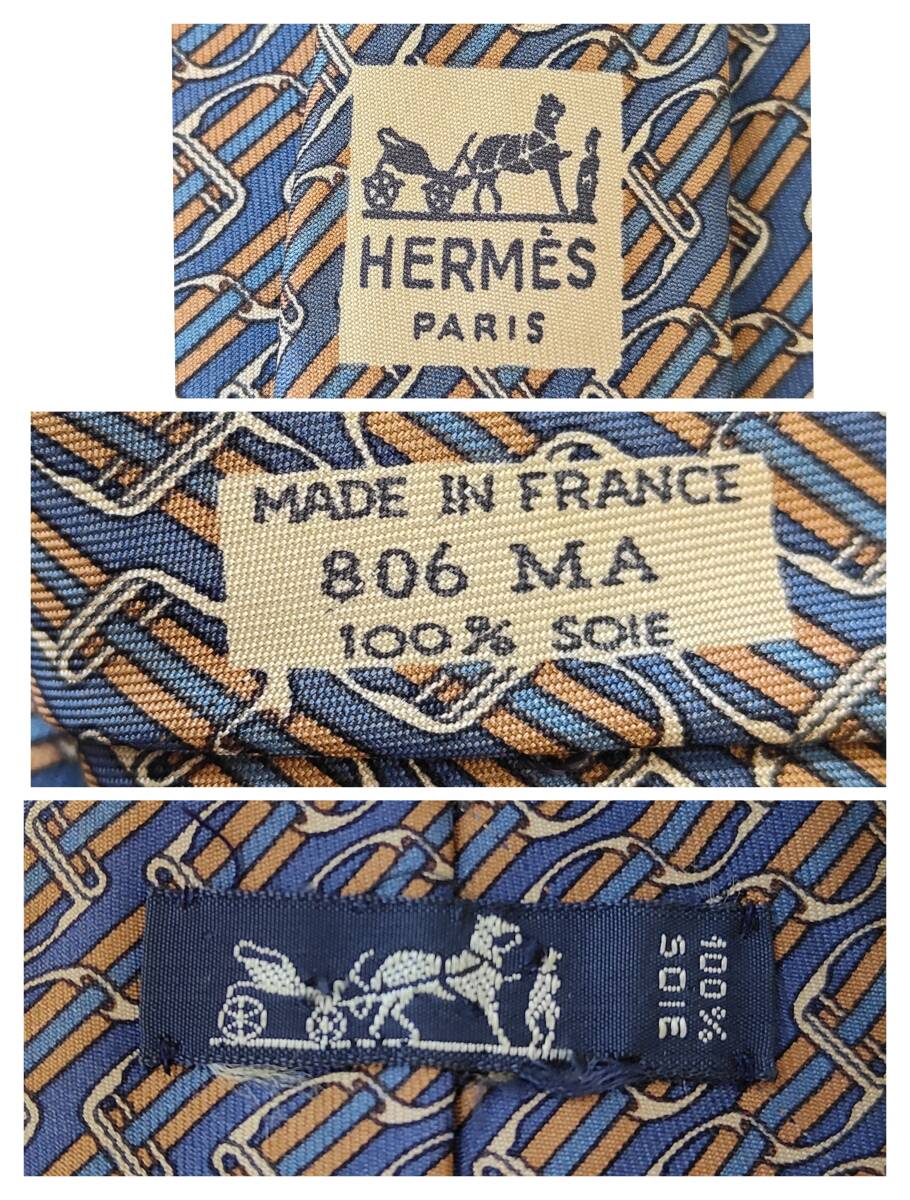 HERMÈS
PARIS
MADE IN FRANCE
806 MA
100% SOIE
100%
SOIE